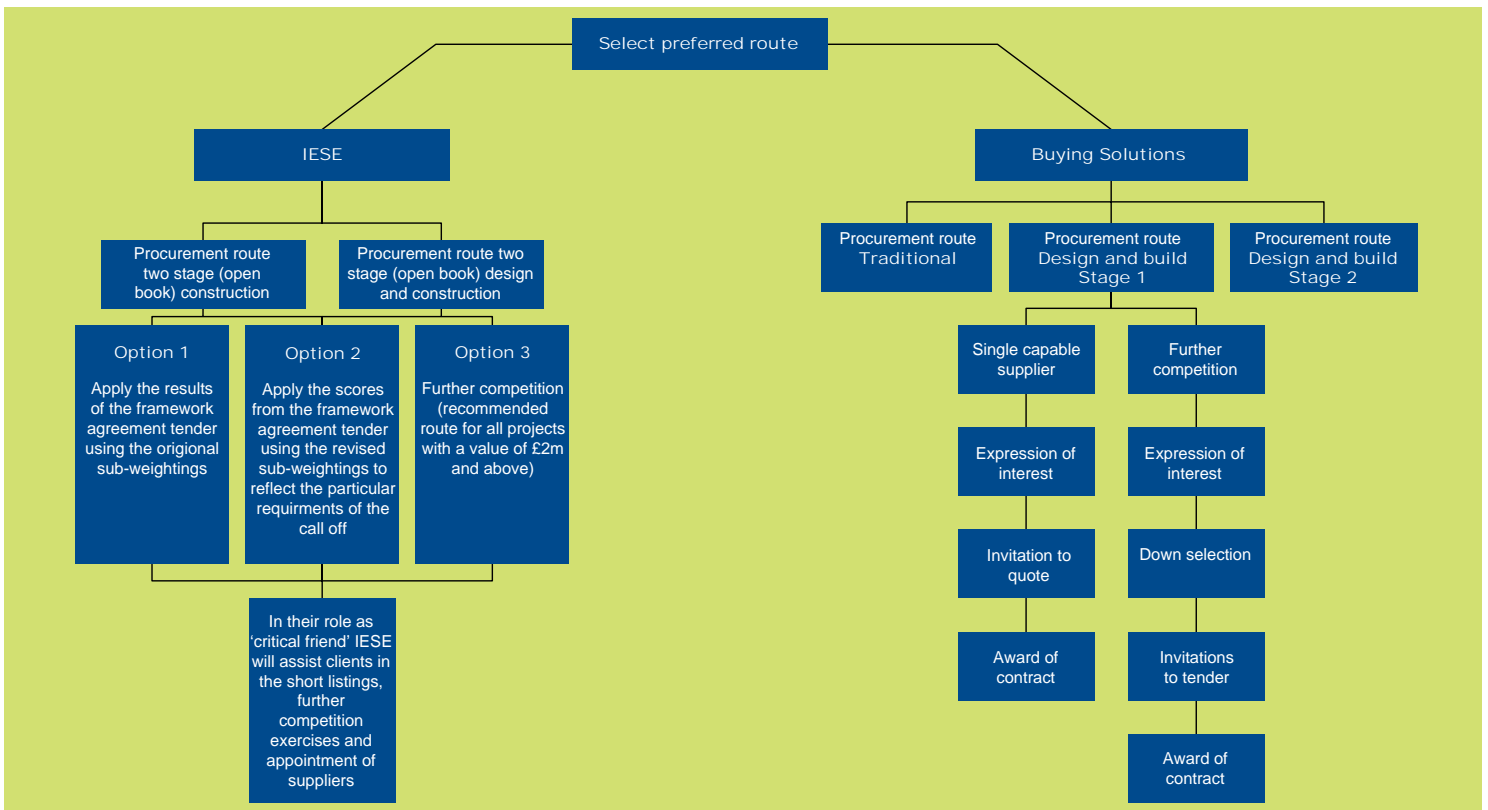 Select preferred route
IESE
Buying Solutions
Procurement route
two stage (open
book) construction
Procurement route two
stage (open book) design
and construction
Procurement route
Traditional
Procurement route
Design and build
Stage 1
Procurement route
Design and build
Stage 2
Option 1
Apply the results
of the framework
agreement tender
using the origional
sub-weightings
Option 2
Apply the scores
from the framework
agreement tender
using the revised
sub-weightings to
reflect the particular
requirments of the
call off
Option 3
Further competition
(recommended
route for all projects
with a value of £2m
and above)
In their role as
‘critical friend’ IESE
will assist clients in
the short listings,
further
competition
exercises and
appointment of
suppliers
Single capable
supplier
Expression of
interest
Invitation to
quote
Award of
contract
Further
competition
Expression of
interest
Down selection
Invitations
to tender
Award of
contract